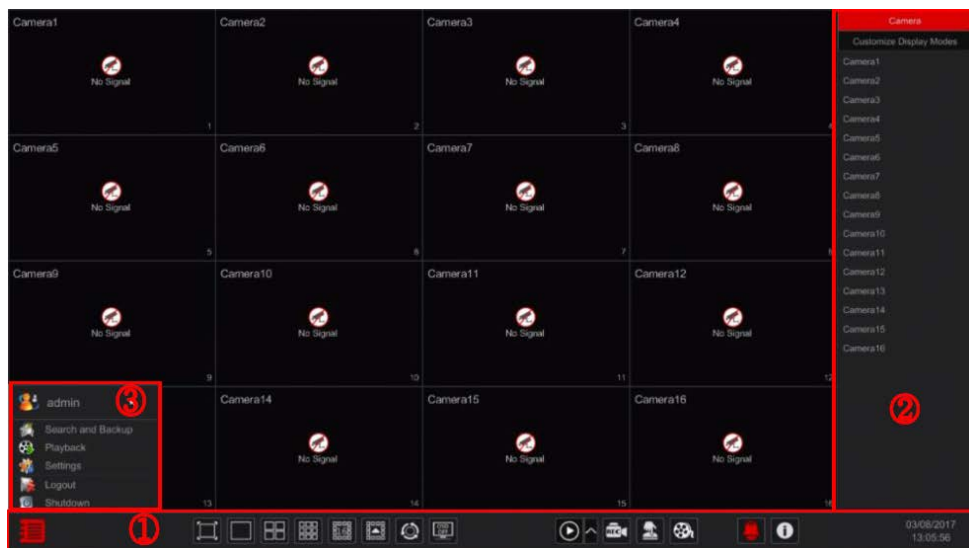 Camera1 Camera2 Camera3 Camera4 Camera
Customize Display Modes
No Signal No Signal No Signal No Signal
1 2 3 4
Camera5 Camera6 Camera7 Camera8
No Signal No Signal No Signal No Signal
5 6 7 8
Camera9 Camera10 Camera11 Camera12
No Signal No Signal No Signal No Signal
9 10 11 12
Camera14 Camera15 Camera16
No Signal No Signal No Signal
13 14 15 16
Camera1
Camera2
Camera3
Camera4
Camera5
Camera6
Camera7
Camera8
Camera9
Camera10
Camera11
Camera12
Camera13
Camera14
Camera15
Camera16
②
admin ③
Search and Backup
Playback
Settings
Logout
Shutdown
①
REC
03/08/2017
13:05:56